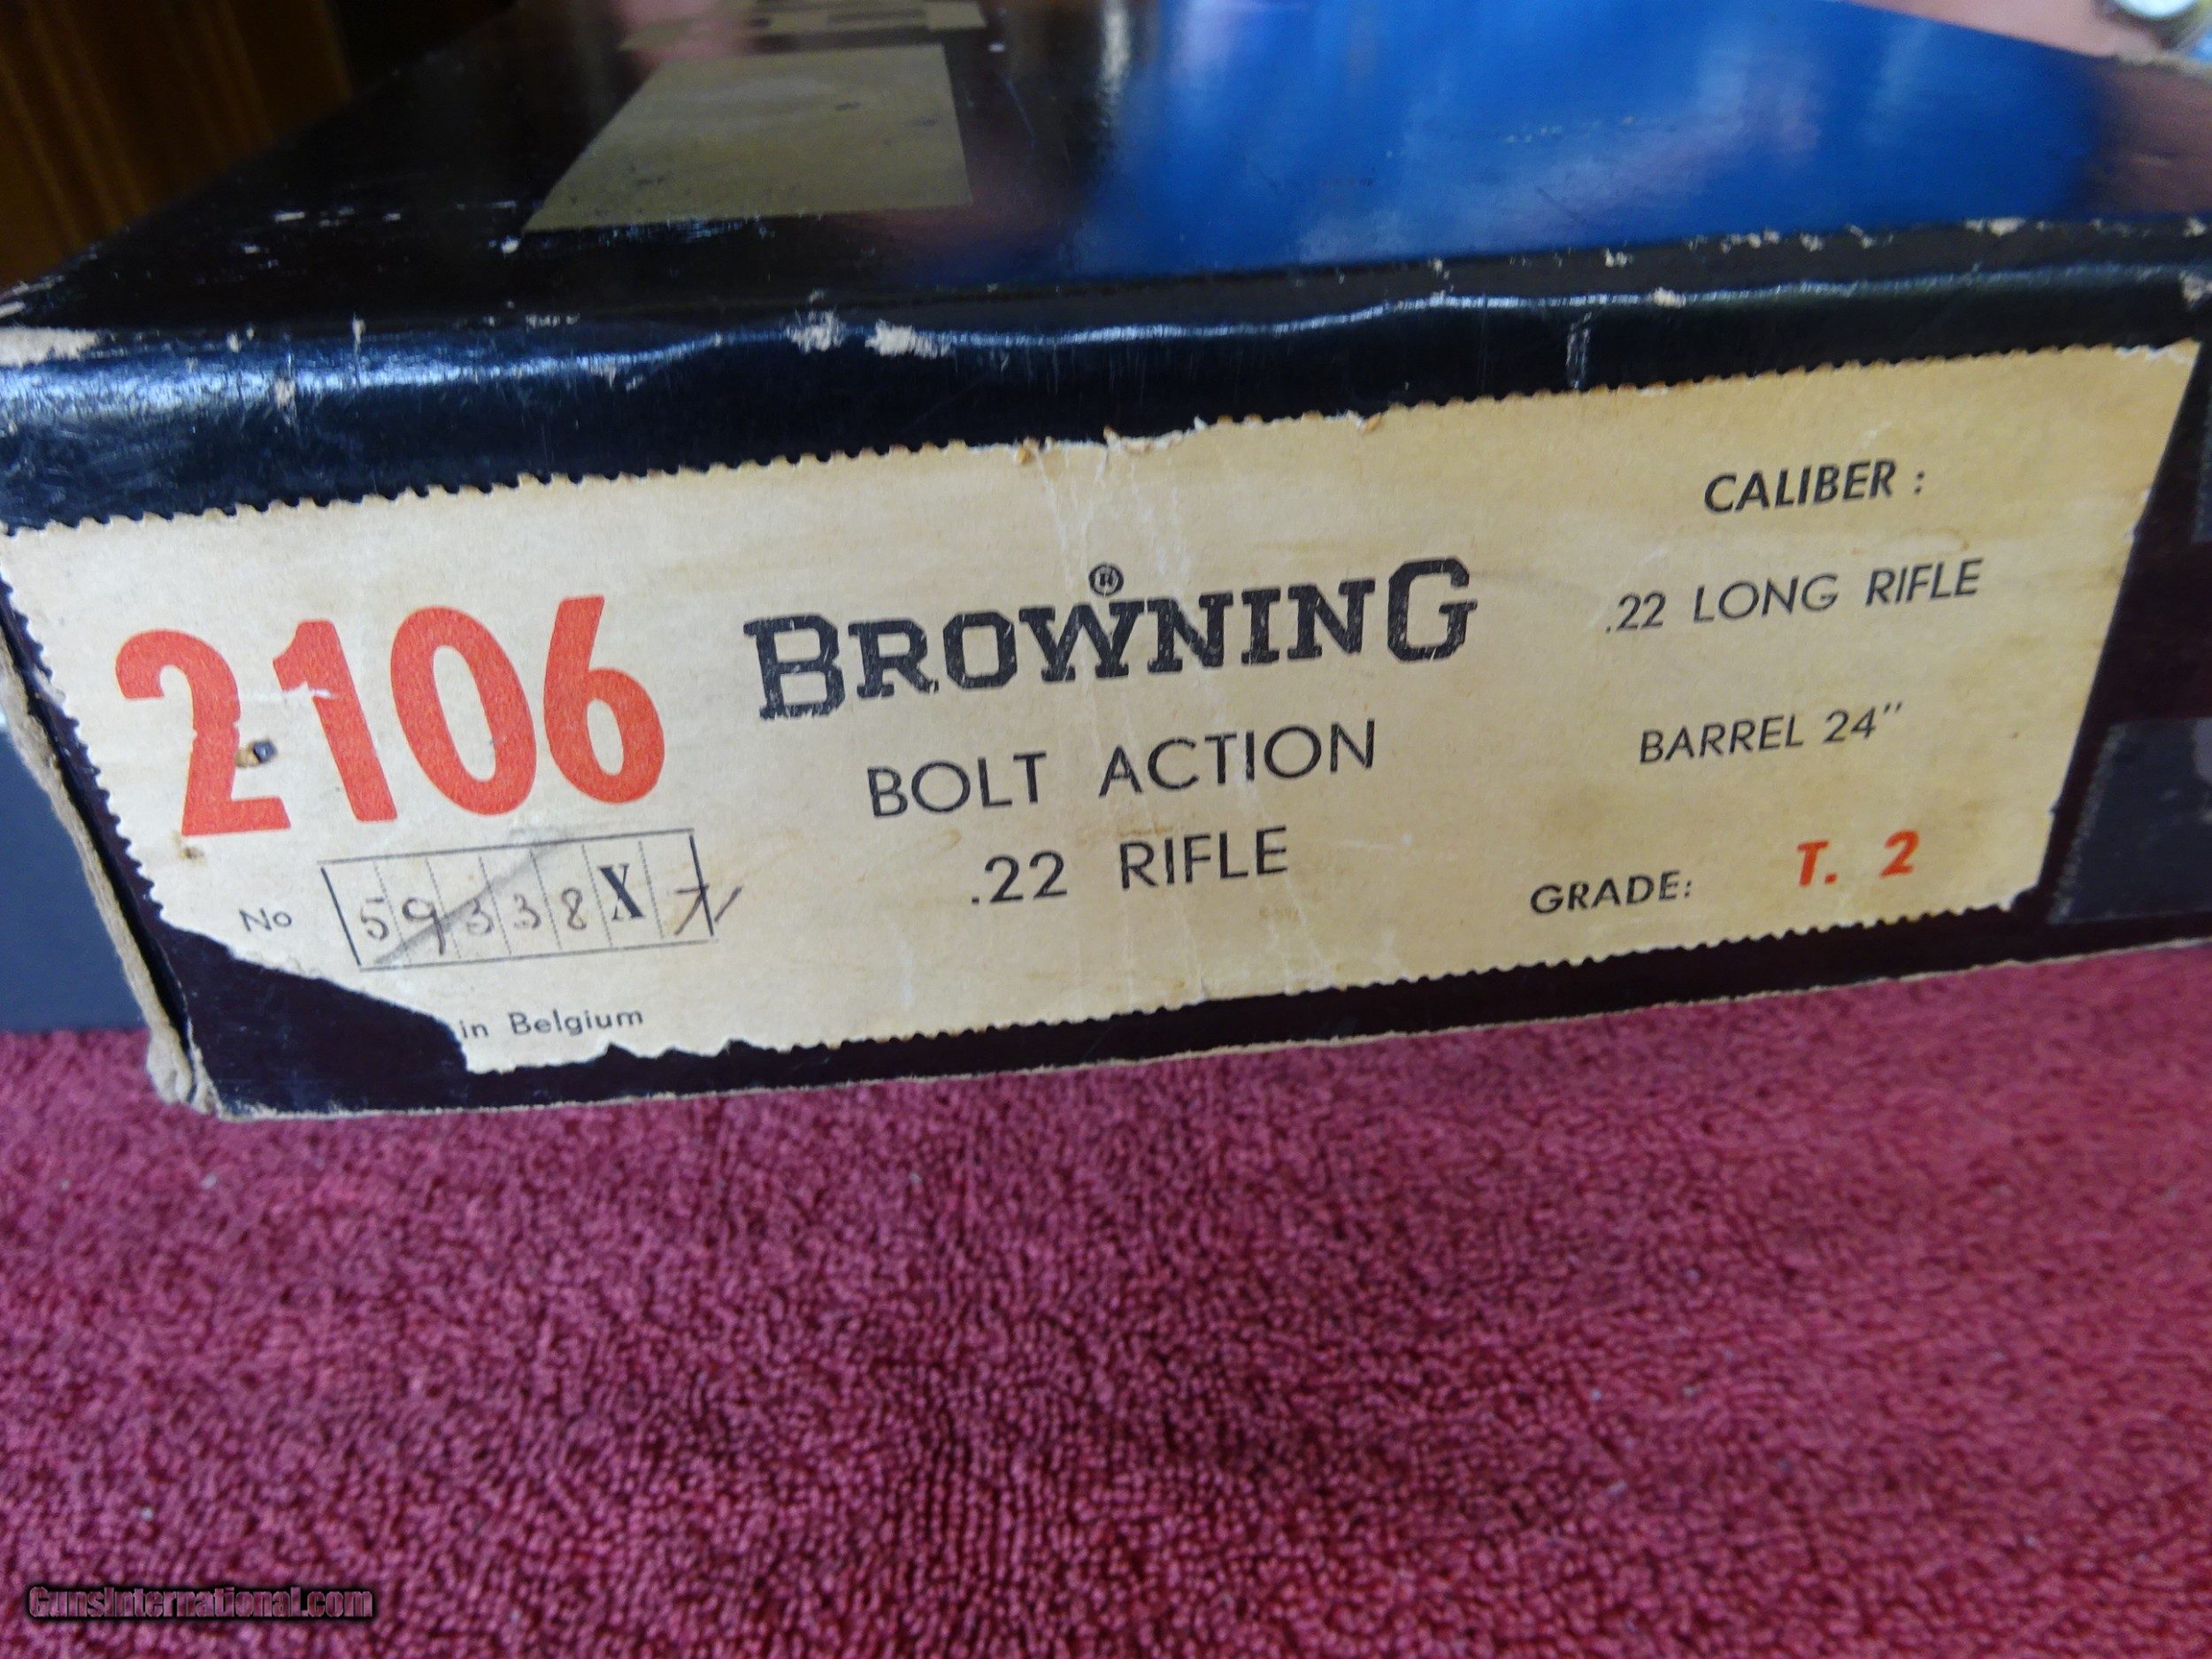 2106
BROWNING ®
BOLT ACTION
.22 RIFLE
CALIBER :
.22 LONG RIFLE
BARREL 24"
GRADE: T. 2
No 59338X7
in Belgium
GunsInternational.com